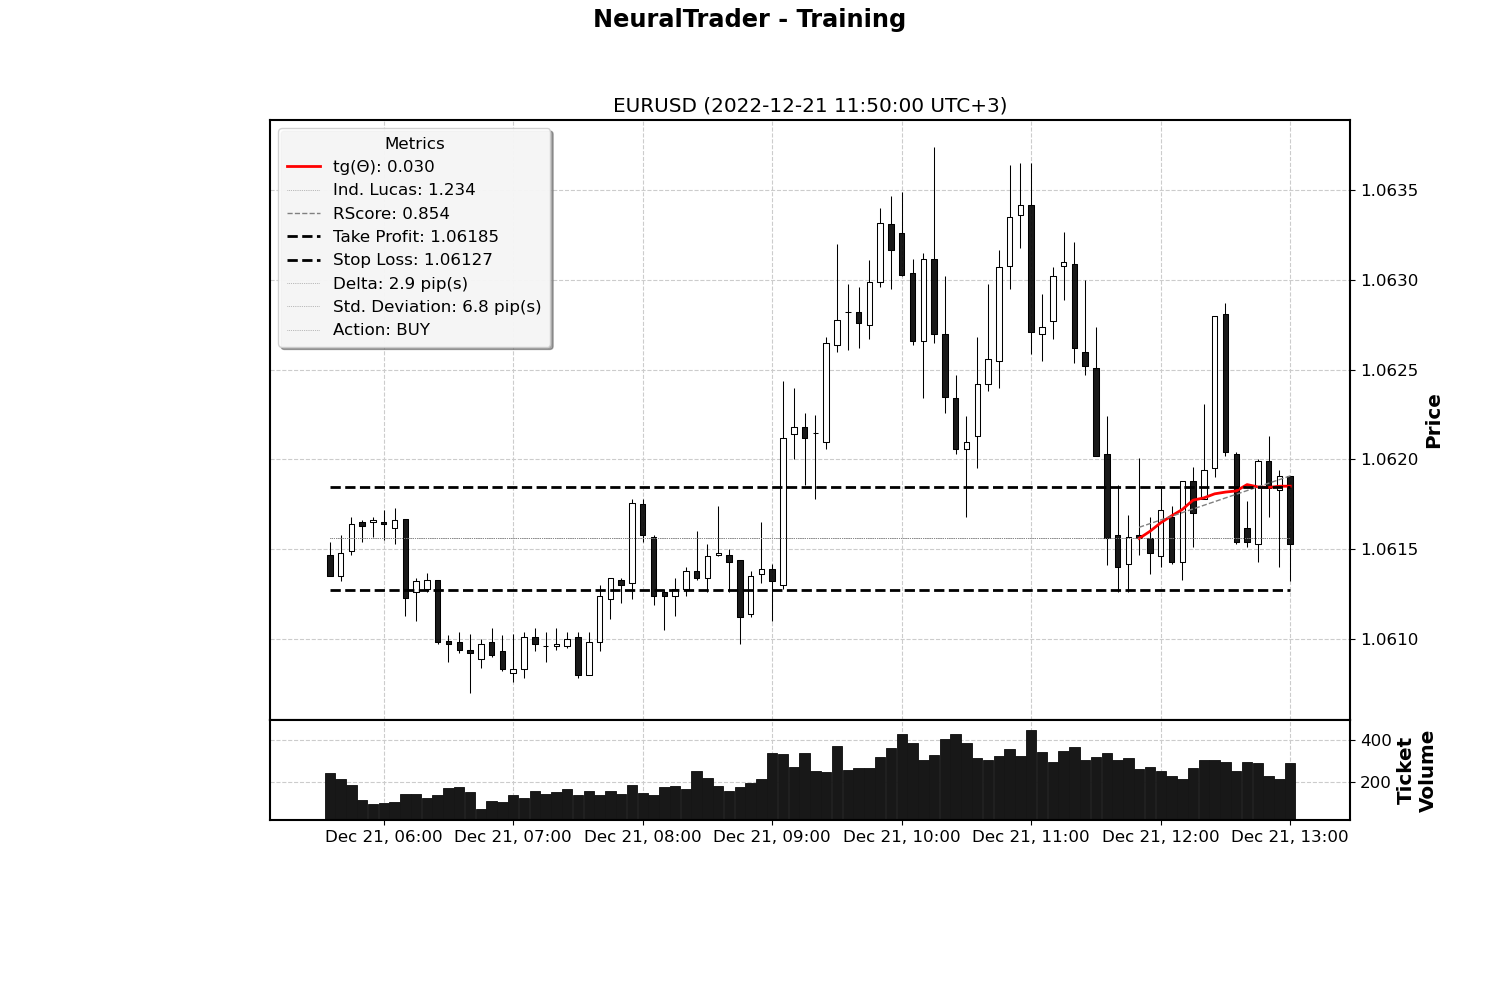 NeuralTrader - Training
EURUSD (2022-12-21 11:50:00 UTC+3)
Metrics
tg(Θ): 0.030
Ind. Lucas: 1.234
RScore: 0.854
Take Profit: 1.06185
Stop Loss: 1.06127
Delta: 2.9 pip(s)
Std. Deviation: 6.8 pip(s)
Action: BUY
1.0635
1.0630
1.0625
1.0620
1.0615
1.0610
Price
400
200
Ticket
Volume
Dec 21, 06:00
Dec 21, 07:00
Dec 21, 08:00
Dec 21, 09:00
Dec 21, 10:00
Dec 21, 11:00
Dec 21, 12:00
Dec 21, 13:00